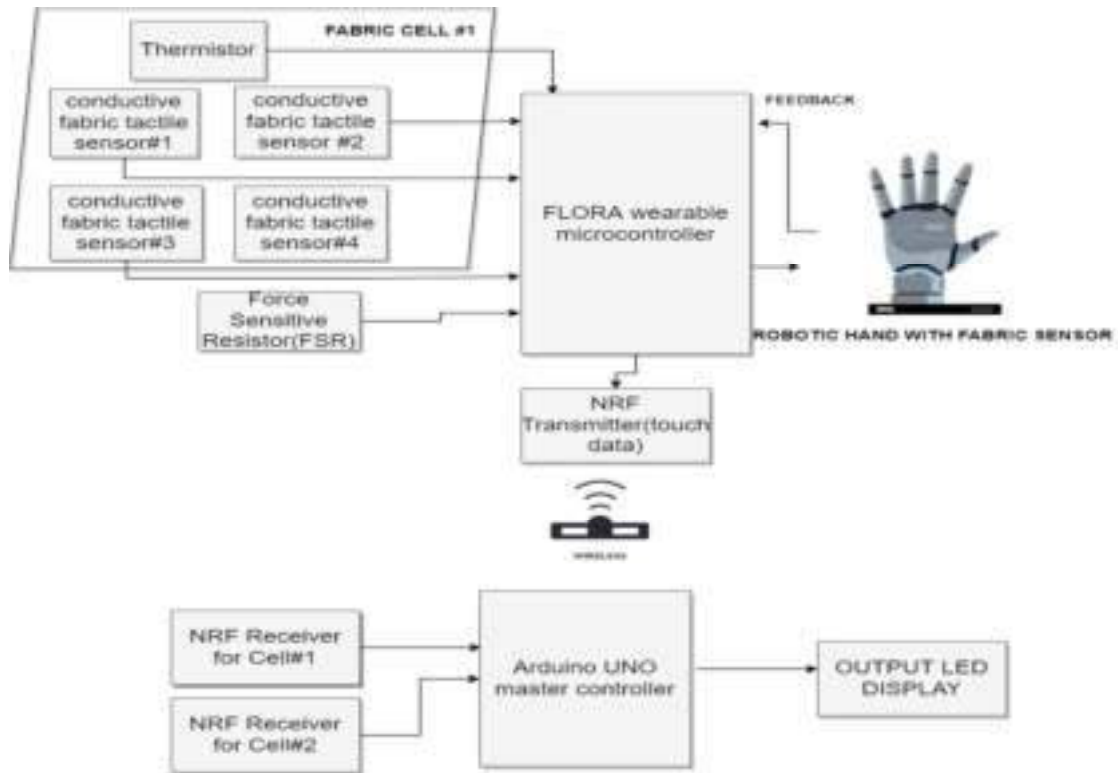 FABRIC CELL #1
Thermistor
conductive
fabric tactile
sensor#1
conductive
fabric tactile
sensor #2
conductive
fabric tactile
sensor#3
conductive
fabric tactile
sensor#4
Force
Sensitive
Resistor(FSR)
FLORA wearable
microcontroller
FEEDBACK
ROBOTIC HAND WITH FABRIC SENSOR
NRF
Transmitter(touch
data)
WIRELESS
NRF Receiver
for Cell#1
NRF Receiver
for Cell#2
Arduino UNO
master controller
OUTPUT LED
DISPLAY